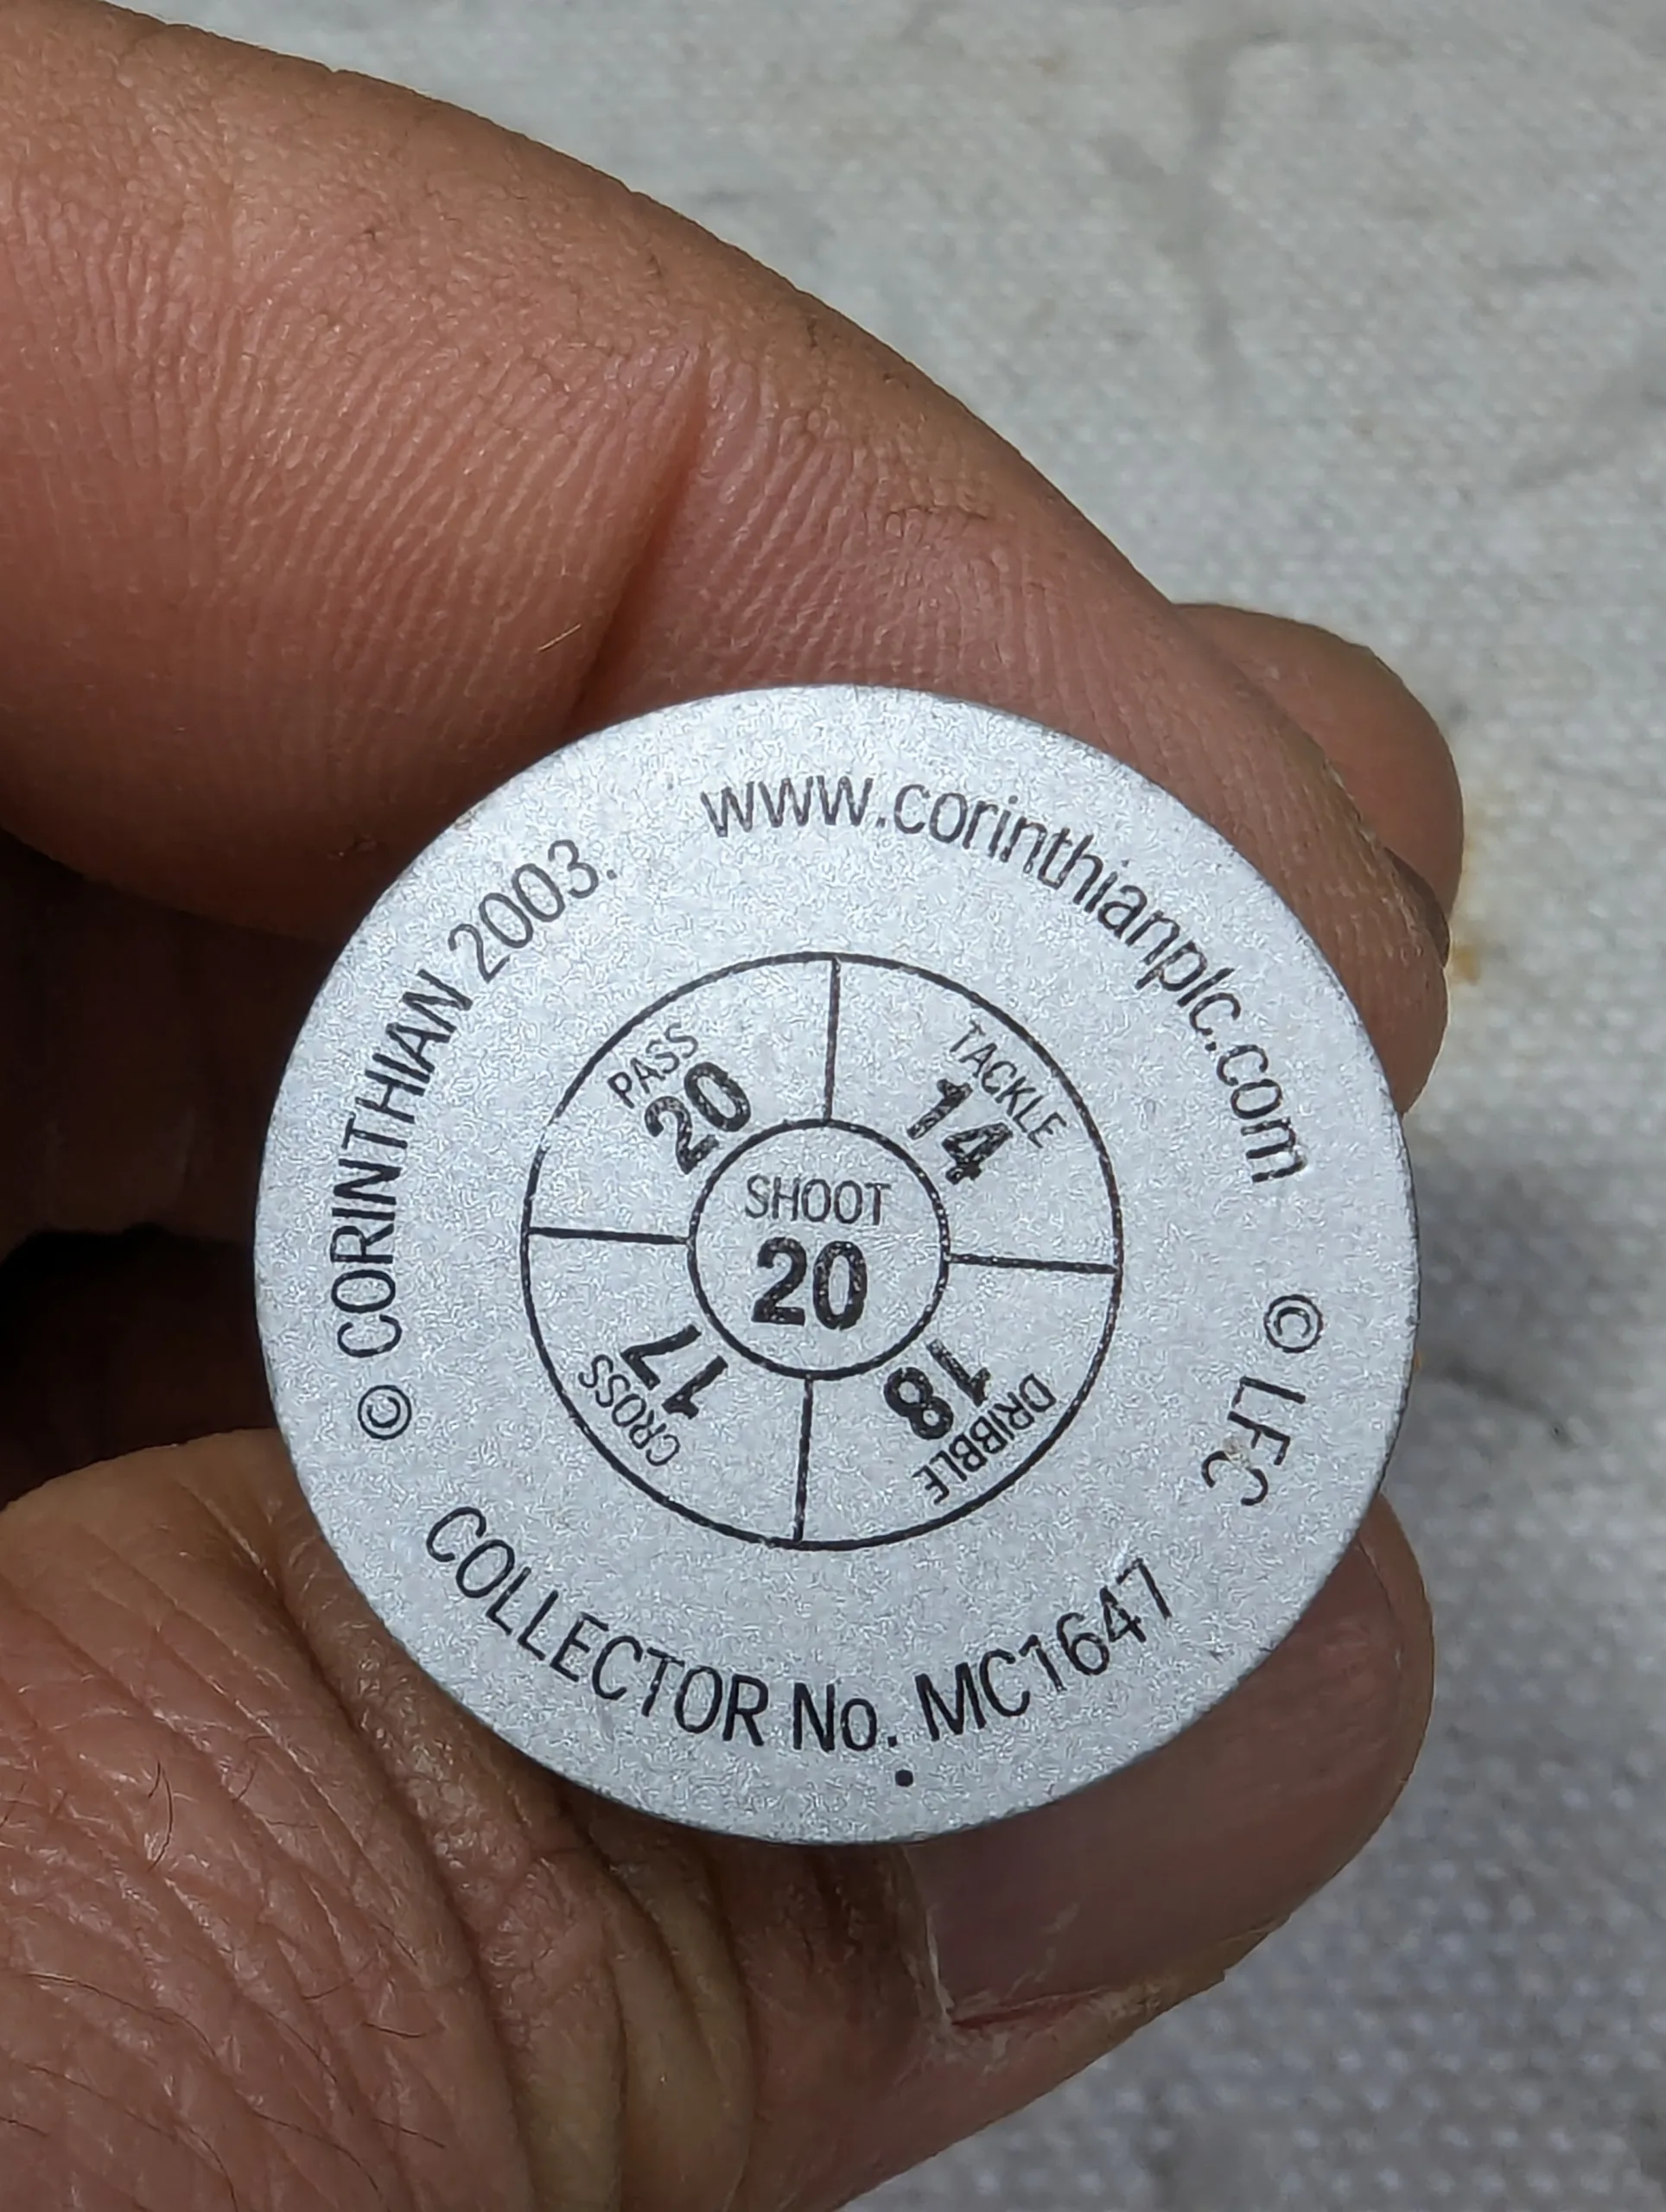 © CORINTHIAN 2003.
www.corinthianplc.com
© LFC
COLLECTOR No. MC1647
PASS
20
TACKLE
14
SHOOT
20
CROSS
17
DRIBBLE
18